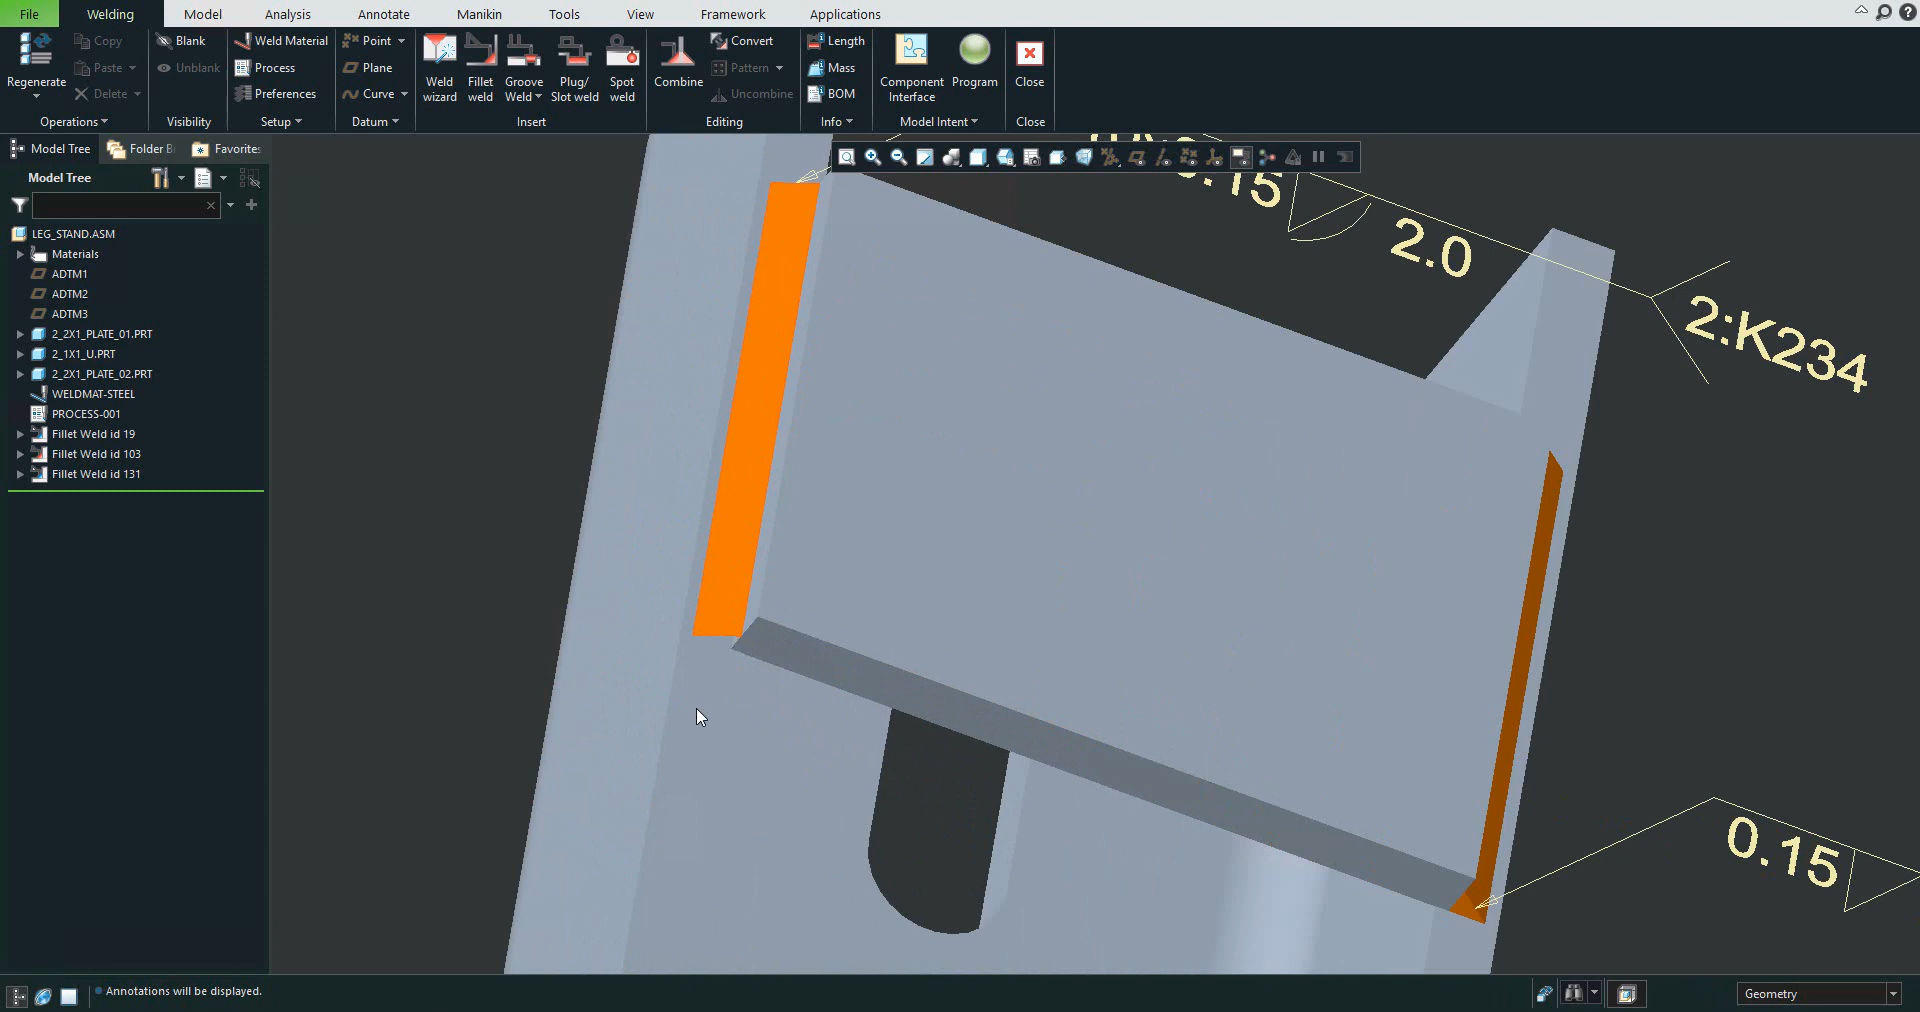 File Welding Model Analysis Annotate Manikin Tools View Framework Applications
Regenerate
Copy
Paste
Delete
Operations
Blank
Unblank
Visibility
Weld Material
Process
Preferences
Setup
Point
Plane
Curve
Datum
Weld wizard
Fillet weld
Groove Weld
Plug/ Slot weld
Spot weld
Insert
Combine
Convert
Pattern
Uncombine
Editing
Length
Mass
BOM
Info
Component Interface
Program
Model Intent
Close
Close
Model Tree Folder B Favorites
Model Tree
LEG_STAND.ASM
Materials
ADTM1
ADTM2
ADTM3
2_2X1_PLATE_01.PRT
2_1X1_U.PRT
2_2X1_PLATE_02.PRT
WELDMAT-STEEL
PROCESS-001
Fillet Weld id 19
Fillet Weld id 103
Fillet Weld id 131
.15
2.0
2:K234
0.15
Annotations will be displayed.
Geometry